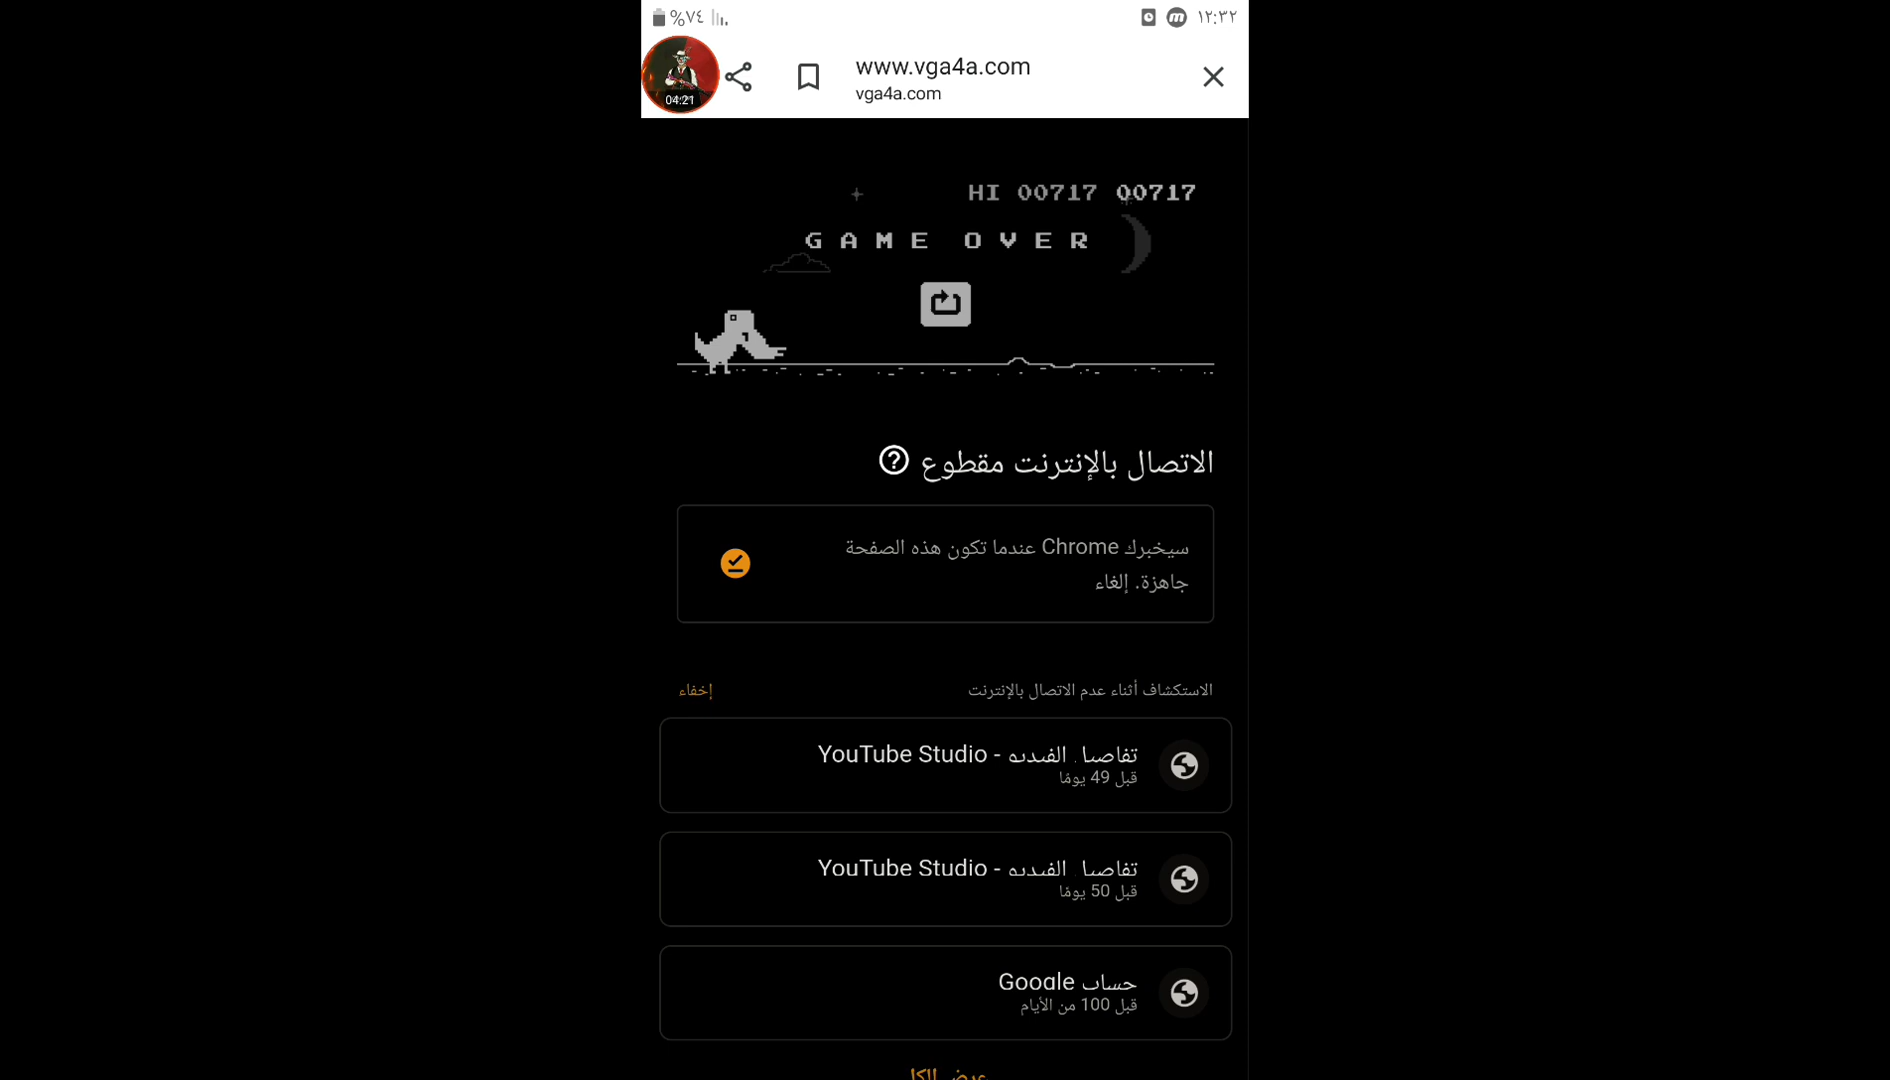 %٧٤ ١٢:٣٢
04:21
www.vga4a.com
vga4a.com
HI 00717 00717
GAME OVER
الاتصال بالإنترنت مقطوع
سيخبرك Chrome عندما تكون هذه الصفحة
جاهزة. إلغاء
الاستكشاف أثناء عدم الاتصال بالإنترنت إخفاء
تفاصيل الفيديو - YouTube Studio
قبل 49 يومًا
تفاصيل الفيديو - YouTube Studio
قبل 50 يومًا
حساب Google
قبل 100 من الأيام
عرض الكل